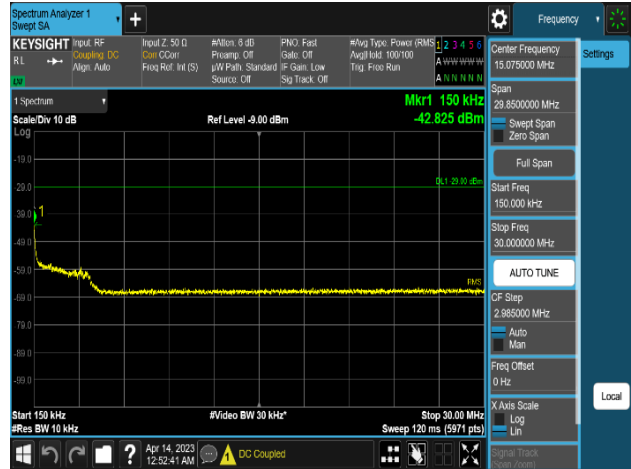 Spectrum Analyzer 1
Swept SA
Frequency
KEYSIGHT
Input: RF
Input Z: 50 Ω
#Atten: 6 dB
PNO: Fast
#Avg Type: Power (RMS
1 2 3 4 5 6
RL
Coupling: DC
Corr CCorr
Preamp: Off
Gate: Off
Avg|Hold: 100/100
A W W W W W
Align: Auto
Freq Ref: Int (S)
µW Path: Standard
IF Gain: Low
Trig: Free Run
Source: Off
Sig Track: Off
A N N N N N
1 Spectrum
Mkr1 150 kHz
Scale/Div 10 dB
Ref Level -9.00 dBm
-42.825 dBm
Log
-19.0
DL1 -29.00 dBm
29.0
39.0
1
-49.0
-59.0
RMS
-69.0
-79.0
-89.0
-99.0
Start 150 kHz
#Video BW 30 kHz*
Stop 30.00 MHz
#Res BW 10 kHz
Sweep 120 ms (5971 pts)
Center Frequency
15.075000 MHz
Settings
Span
29.8500000 MHz
Swept Span
Zero Span
Full Span
Start Freq
150.000 kHz
Stop Freq
30.000000 MHz
AUTO TUNE
CF Step
2.985000 MHz
Auto
Man
Freq Offset
0 Hz
Local
X Axis Scale
Log
Lin
Signal Track
(Span Zoom)
?
Apr 14, 2023
12:52:41 AM
DC Coupled